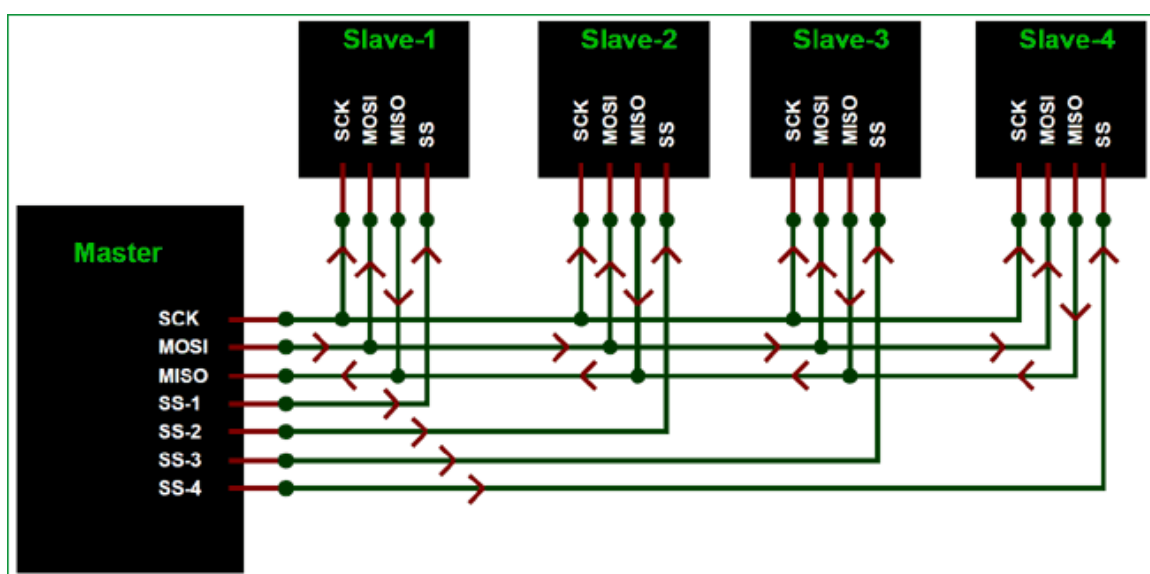 Slave-1
Slave-2
Slave-3
Slave-4
SCK
MOSI
MISO
SS
SCK
MOSI
MISO
SS
SCK
MOSI
MISO
SS
SCK
MOSI
MISO
SS
Master
SCK
MOSI
MISO
SS-1
SS-2
SS-3
SS-4